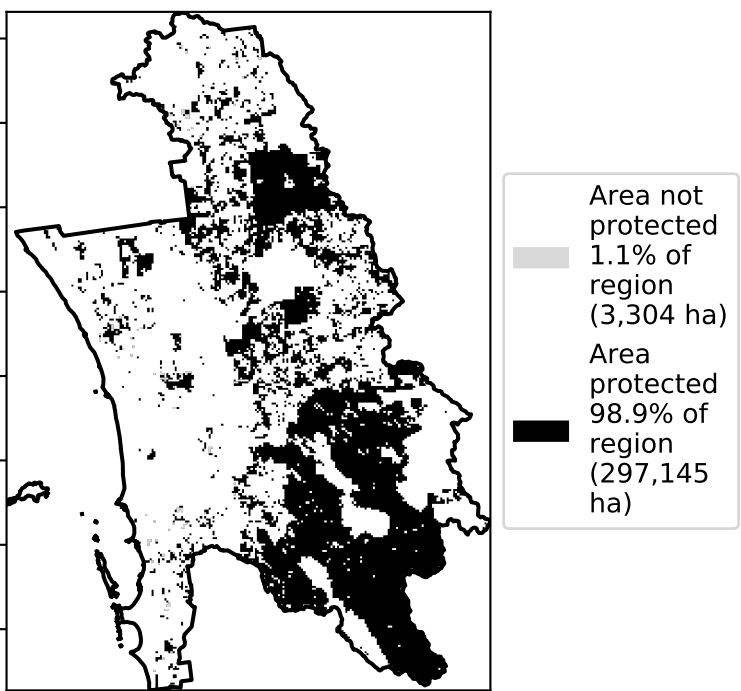 Area not
protected
1.1% of
region
(3,304 ha)
Area
protected
98.9% of
region
(297,145
ha)